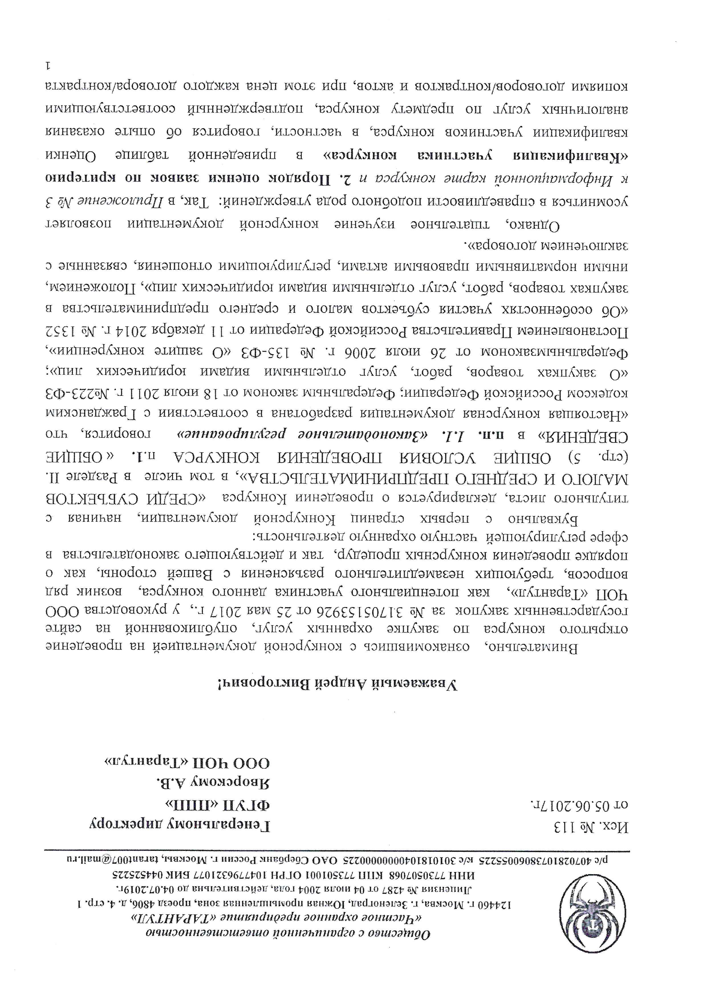 Общество с ограниченной ответственностью
«Частное охранное предприятие «ТАРАНТУЛ»
124460 г. Москва, г. Зеленоград, Южная промышленная зона, проезд 4806, д. 4. стр. 1
Лицензия № 4287 от 04 июля 2004 года, действительна до 04.07.2019г.
ИНН 7730507068 КПП 773501001 ОГРН 1047796321077 БИК 044525225
р/с 40702810738060055225 к/с 30101810400000000225 ОАО Сбербанк России г. Москвы, tarant007@mail.ru
Исх. № 113
от 05.06.2017г.
Генеральному директору
ФГУП «ППП»
Яворскому А.В.
ООО ЧОП «Тарантул»
Уважаемый Андрей Викторович!
Внимательно, ознакомившись с конкурсной документацией на проведение
открытого конкурса по закупке охранных услуг, опубликованной на сайте
государственных закупок за № 31705153926 от 25 мая 2017 г., у руководства ООО
ЧОП «Тарантул», как потенциального участника данного конкурса, возник ряд
вопросов, требующих незамедлительного разъяснения с Вашей стороны, как о
порядке проведения конкурсных процедур, так и действующего законодательства в
сфере регулирующей частную охранную деятельность:
Буквально с первых страниц Конкурсной документации, начиная с
титульного листа, декларируется о проведении Конкурса «СРЕДИ СУБЪЕКТОВ
МАЛОГО И СРЕДНЕГО ПРЕДПРИНИМАТЕЛЬСТВА», в том числе в Разделе II.
(стр. 5) ОБЩИЕ УСЛОВИЯ ПРОВЕДЕНИЯ КОНКУРСА п.1. « ОБЩИЕ
СВЕДЕНИЯ» в п.п. 1.1. «Законодательное регулирование» говорится, что
«Настоящая конкурсная документация разработана в соответствии с Гражданским
кодексом Российской Федерации; Федеральным законом от 18 июля 2011 г. №223-ФЗ
«О закупках товаров, работ, услуг отдельными видами юридических лиц»;
Федеральнымзаконом от 26 июля 2006 г. № 135-ФЗ «О защите конкуренции»,
Постановлением Правительства Российской Федерации от 11 декабря 2014 г. № 1352
«Об особенностях участия субъектов малого и среднего предпринимательства в
закупках товаров, работ, услуг отдельными видами юридических лиц», Положением,
иными нормативными правовыми актами, регулирующими отношения, связанные с
заключением договора».
Однако, тщательное изучение конкурсной документации позволяет
усомниться в справедливости подобного рода утверждений: Так, в Приложение № 3
к Информационной карте конкурса и 2. Порядок оценки заявок по критерию
«Квалификация участника конкурса» в приведенной таблице Оценки
квалификации участников конкурса, в частности, говорится об опыте оказания
аналогичных услуг по предмету конкурса, подтвержденный соответствующими
копиями договоров/контрактов и актов, при этом цена каждого договора/контракта
1